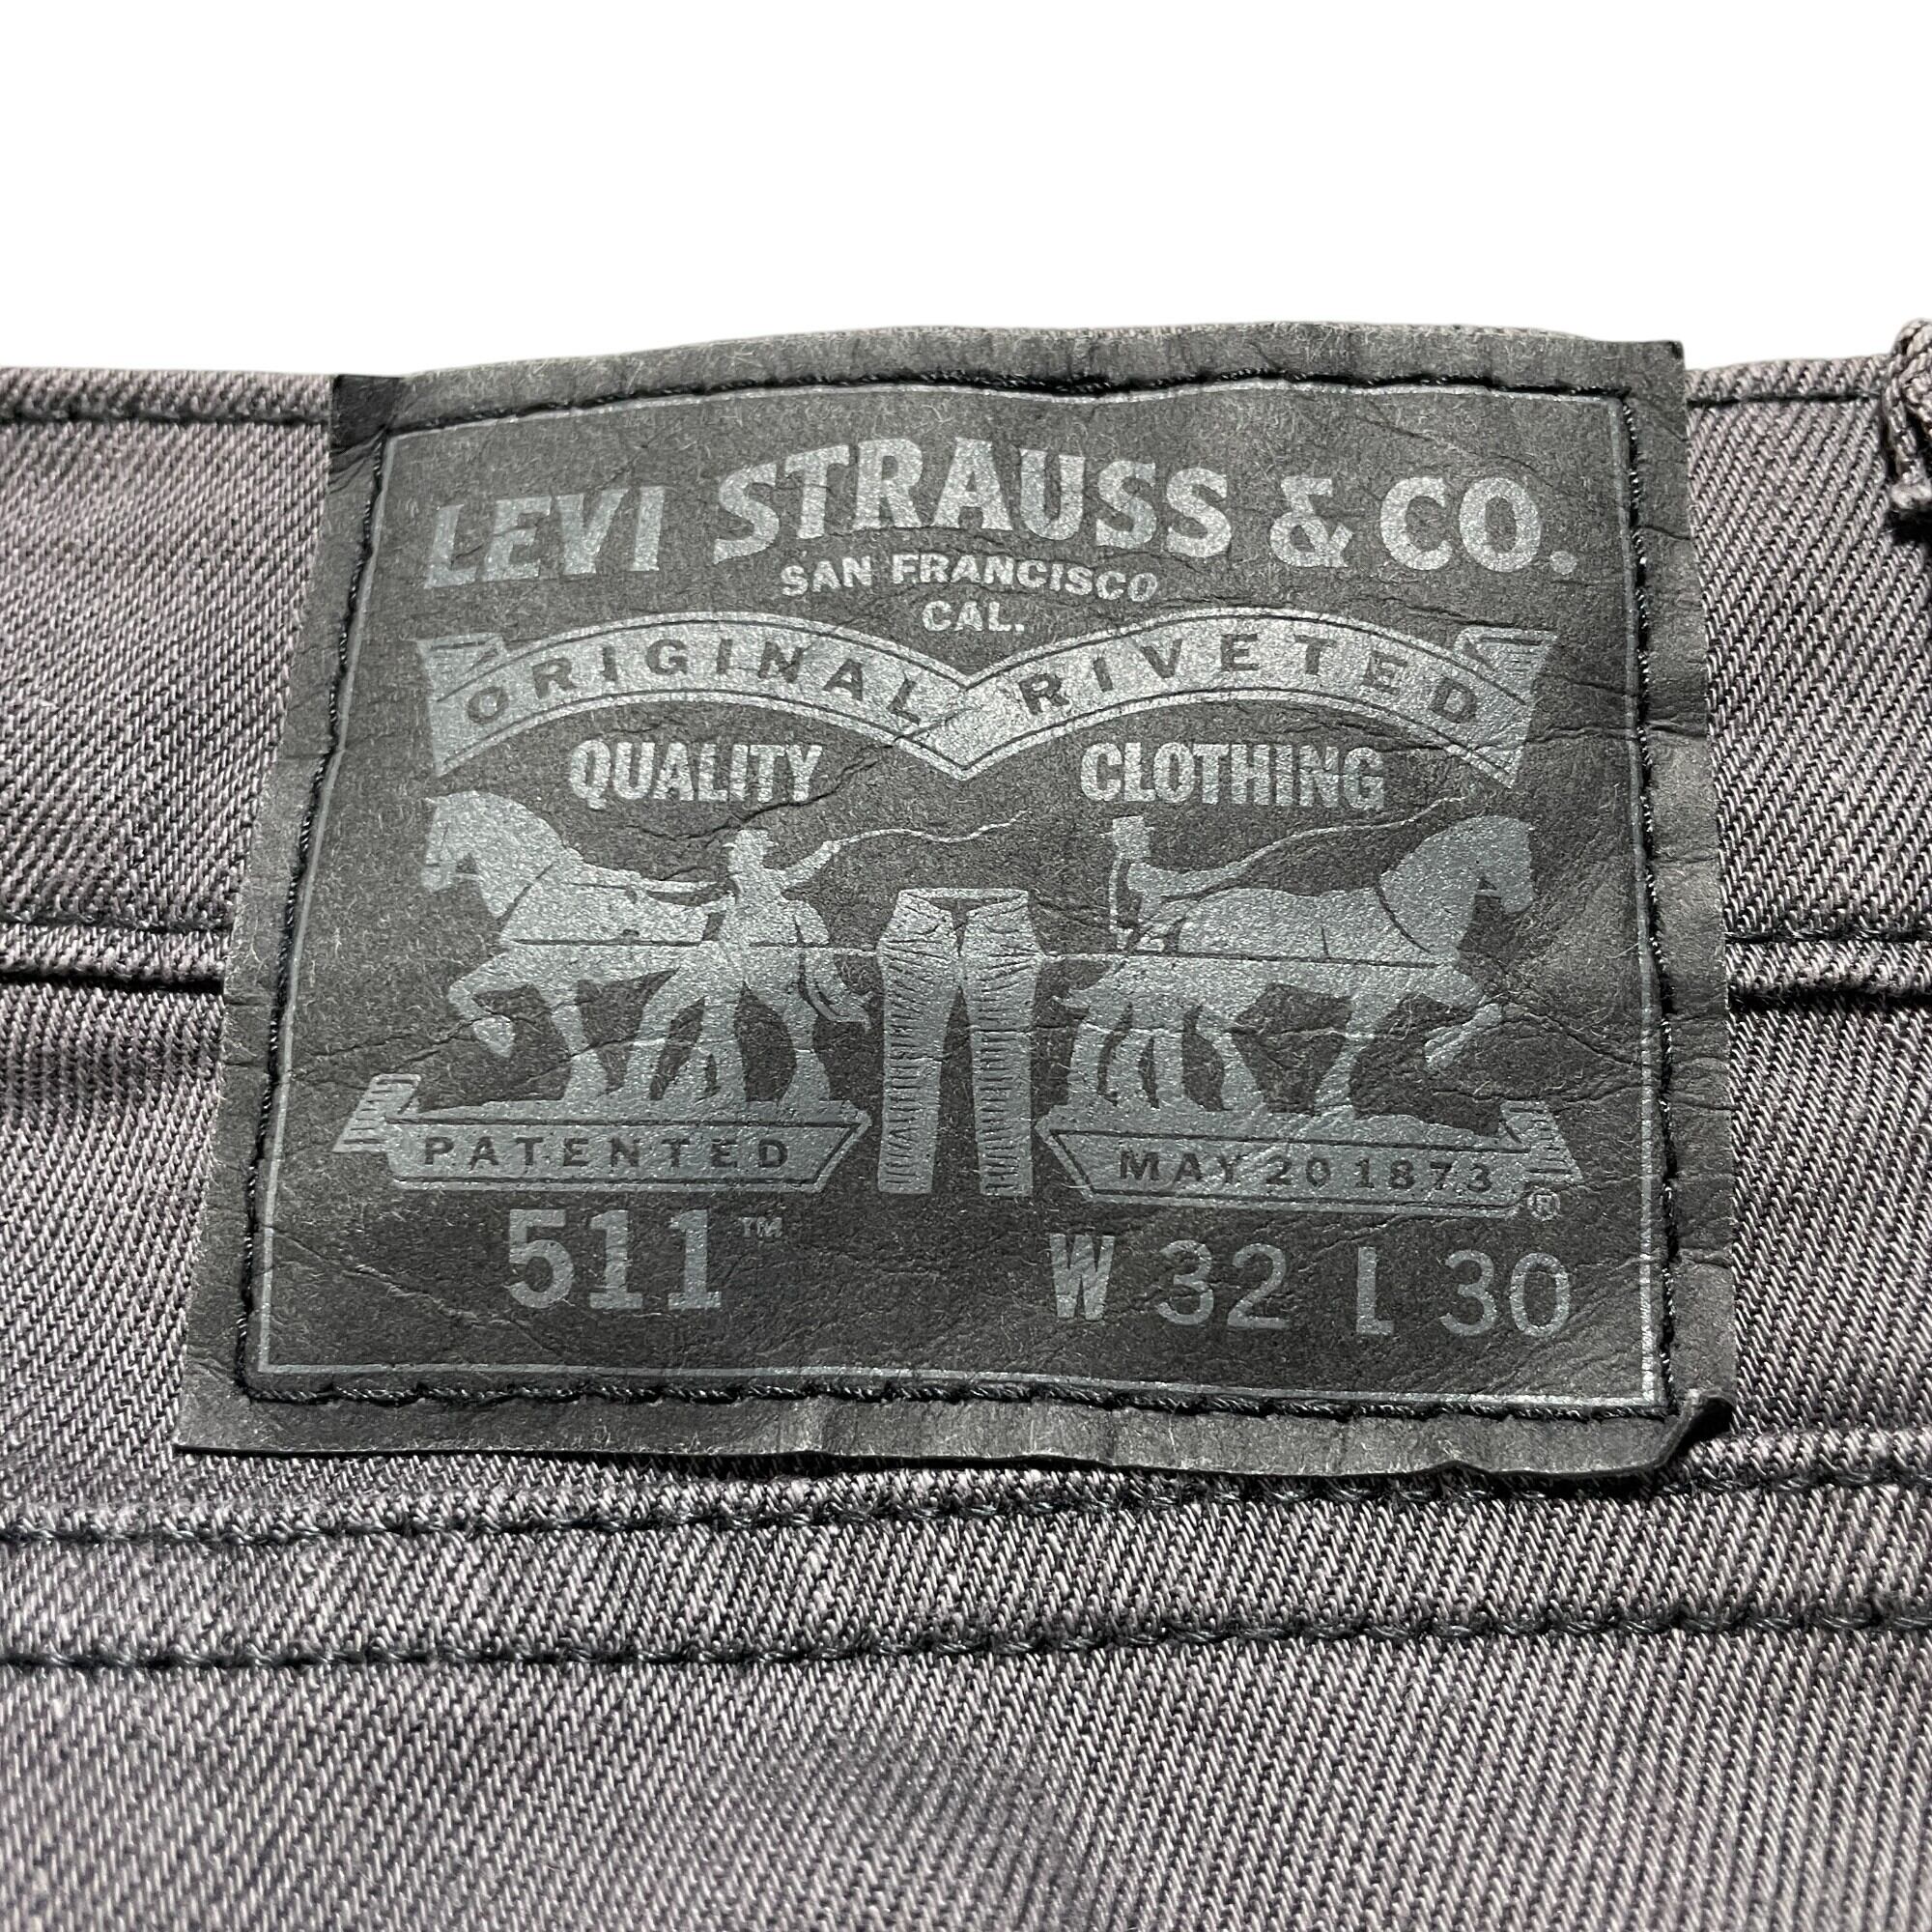 LEVI STRAUSS & CO.
SAN FRANCISCO
CAL.
ORIGINAL RIVETED
QUALITY CLOTHING
PATENTED MAY 20 1873 ®
511™ W 32 L 30